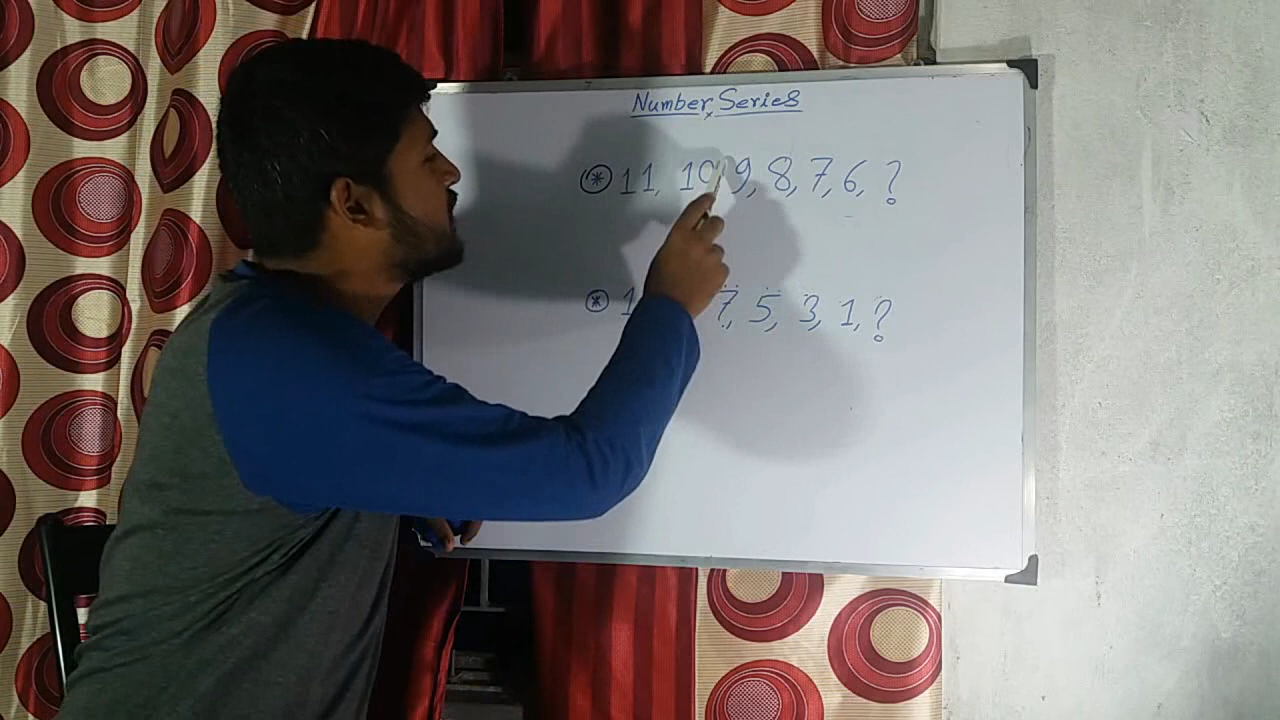 Number Series
11, 10, 9, 8, 7, 6, ?
7, 5, 3, 1, ?